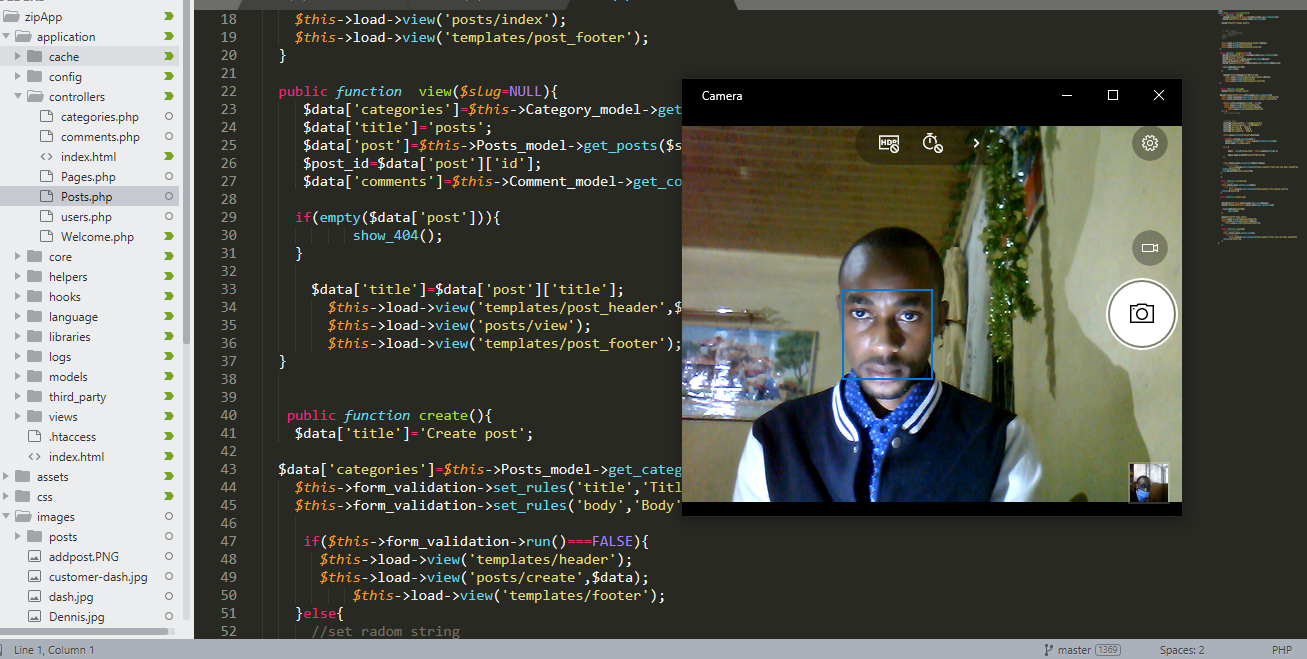 zipApp
application
cache
config
controllers
categories.php
comments.php
index.html
Pages.php
Posts.php
users.php
Welcome.php
core
helpers
hooks
language
libraries
logs
models
third_party
views
.htaccess
index.html
assets
css
images
posts
addpost.PNG
customer-dash.jpg
dash.jpg
Dennis.jpg
18 $this->load->view('posts/index');
19 $this->load->view('templates/post_footer');
20 }
21
22 public function view($slug=NULL){
23 $data['categories']=$this->Category_model->get
24 $data['title']='posts';
25 $data['post']=$this->Posts_model->get_posts($s
26 $post_id=$data['post']['id'];
27 $data['comments']=$this->Comment_model->get_co
28
29 if(empty($data['post'])){
30 show_404();
31 }
32
33 $data['title']=$data['post']['title'];
34 $this->load->view('templates/post_header',$
35 $this->load->view('posts/view');
36 $this->load->view('templates/post_footer');
37 }
38
39
40 public function create(){
41 $data['title']='Create post';
42
43 $data['categories']=$this->Posts_model->get_categ
44 $this->form_validation->set_rules('title','Titl
45 $this->form_validation->set_rules('body','Body'
46
47 if($this->form_validation->run()===FALSE){
48 $this->load->view('templates/header');
49 $this->load->view('posts/create',$data);
50 $this->load->view('templates/footer');
51 }else{
52 //set radom string
Camera
HDR
Line 1, Column 1
master 1369
Spaces: 2
PHP